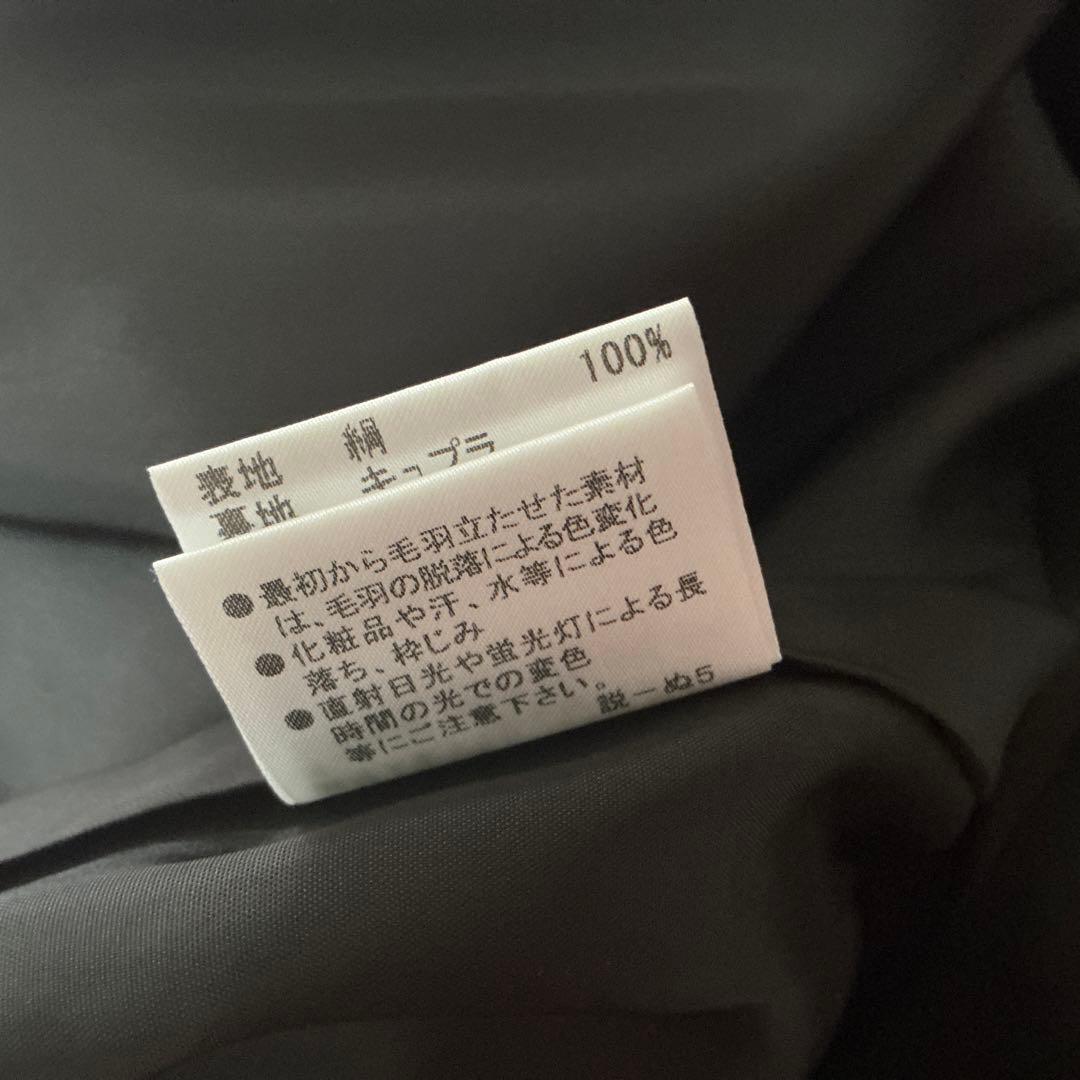 表地 絹 100%
裏地 キュプラ
●最初から毛羽立たせた素材
は、毛羽の脱落による色変化
●化粧品や汗、水等による色
落ち、枠じみ
●直射日光や蛍光灯による長
時間の光での変色
等にご注意下さい。
説ーぬ5